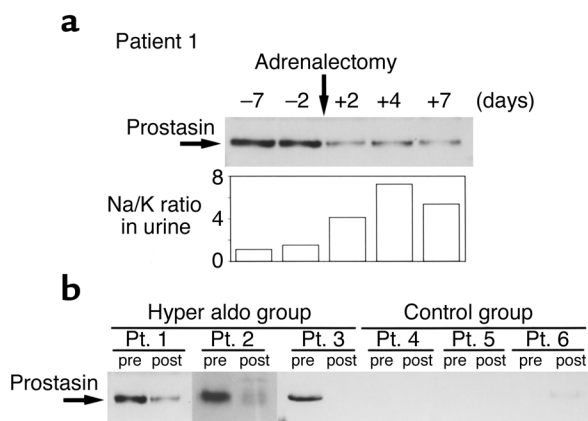 a
Patient 1
Adrenalectomy
−7 −2 +2 +4 +7 (days)
Prostasin
8
Na/K ratio
in urine
4
0
b
Hyper aldo group Control group
Pt. 1 Pt. 2 Pt. 3 Pt. 4 Pt. 5 Pt. 6
pre post pre post pre post pre post pre post pre post
Prostasin